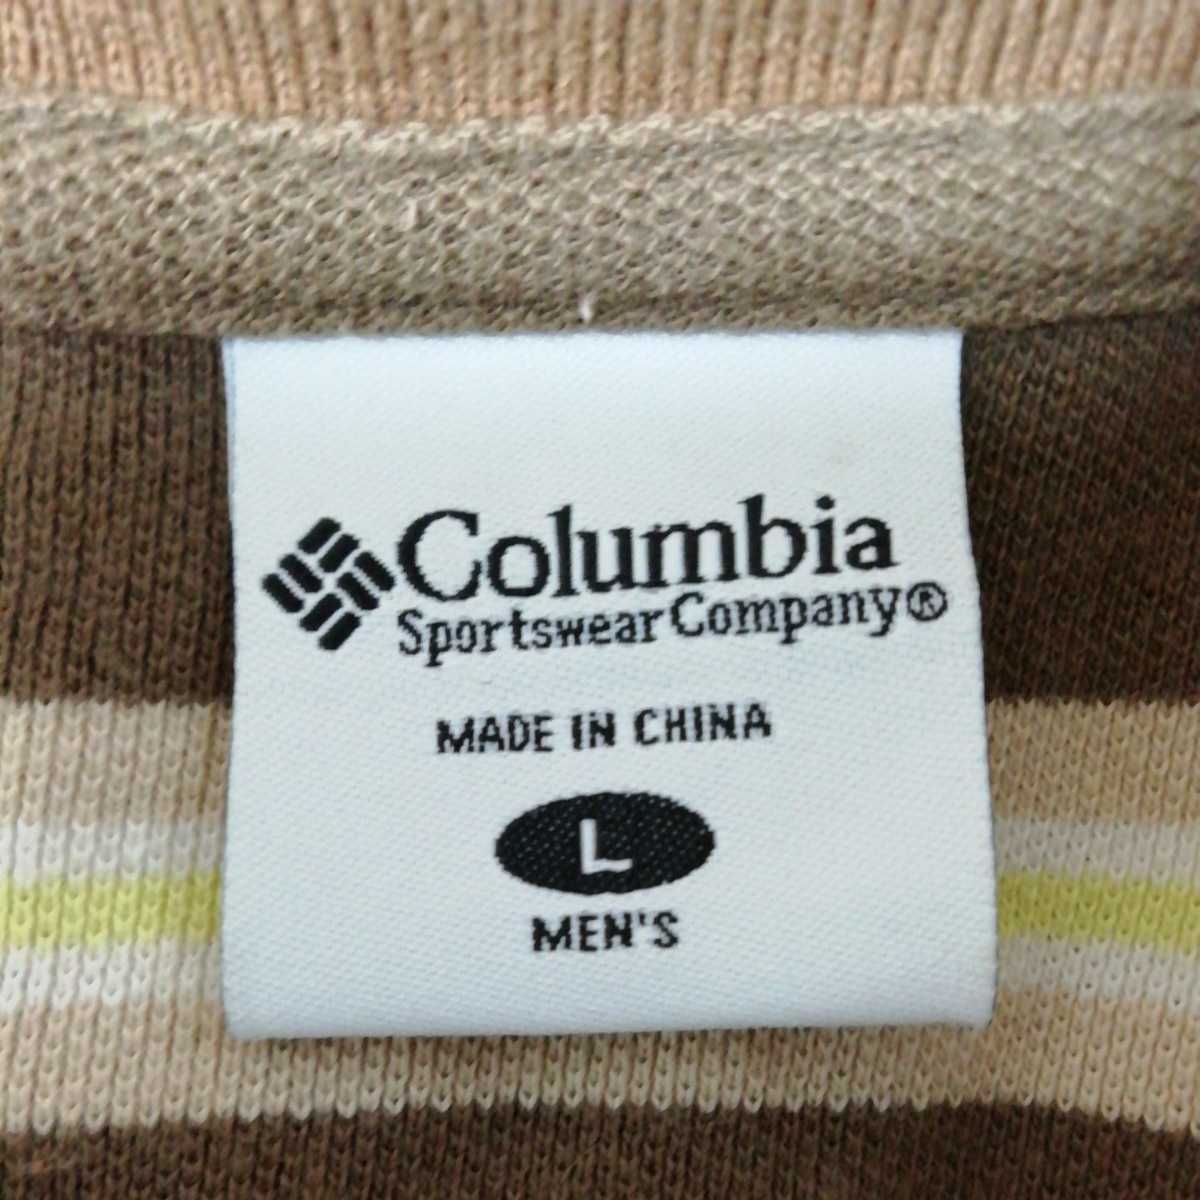 Columbia
Sportswear Company®
MADE IN CHINA
L
MEN'S